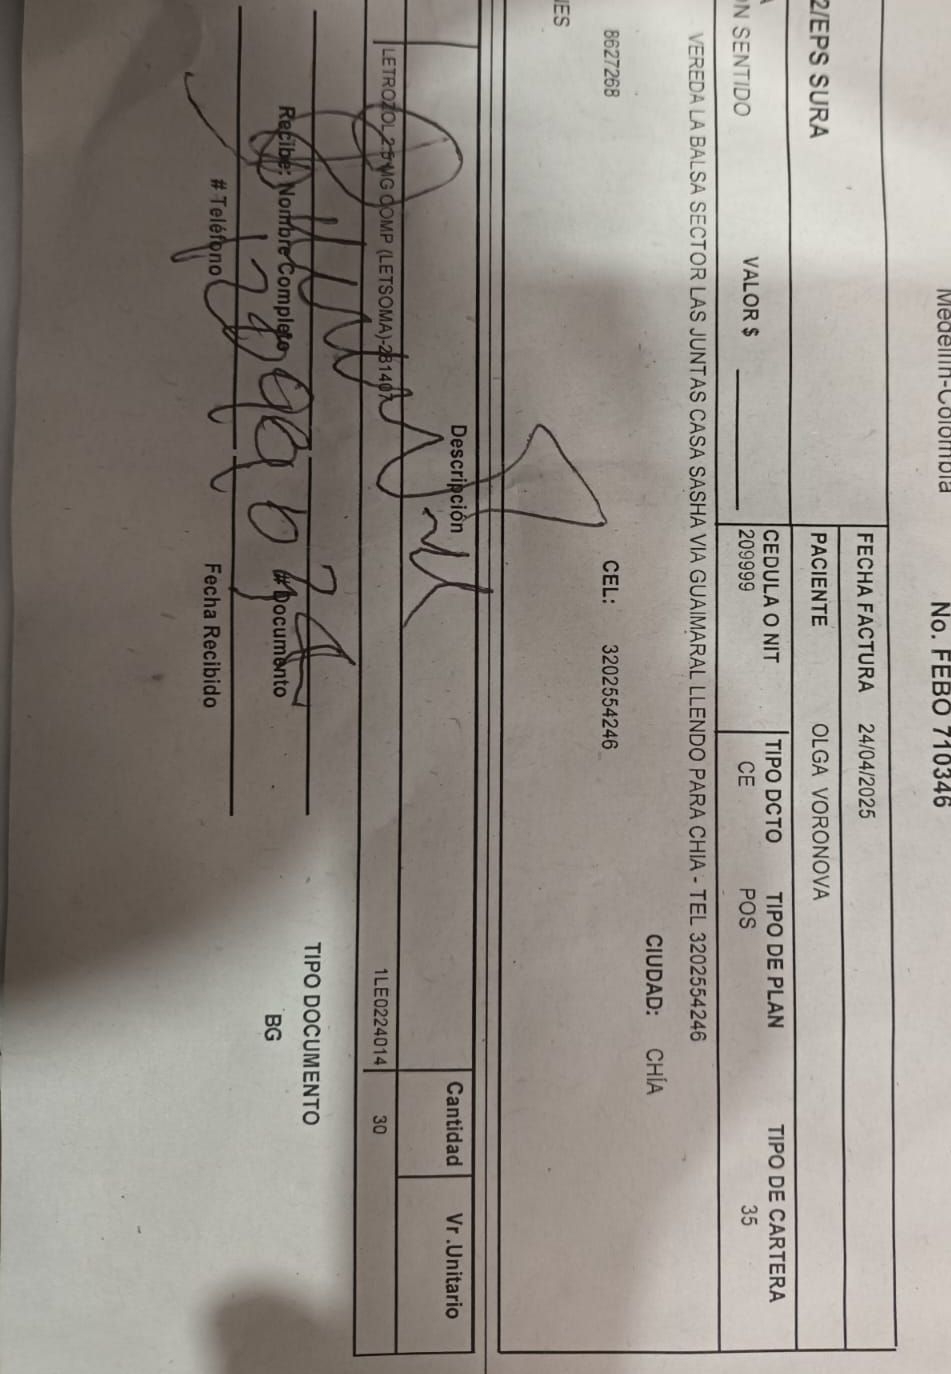 Medellín-Colombia
No. FEBO 710346
2/EPS SURA
FECHA FACTURA 24/04/2025
PACIENTE OLGA VORONOVA
ON SENTIDO
VALOR $
CEDULA O NIT TIPO DCTO TIPO DE PLAN TIPO DE CARTERA
209999 CE POS 35
VEREDA LA BALSA SECTOR LAS JUNTAS CASA SASHA VIA GUAIMARAL LLENDO PARA CHIA - TEL 3202554246
CIUDAD: CHÍA
8627268 CEL: 3202554246
Descripción Cantidad Vr .Unitario
LETROZOL 2.5 MG COMP (LETSOMA)-281407 1LE0224014 30
Recibe: Nombre Completo # Documento TIPO DOCUMENTO
BG
# Teléfono Fecha Recibido